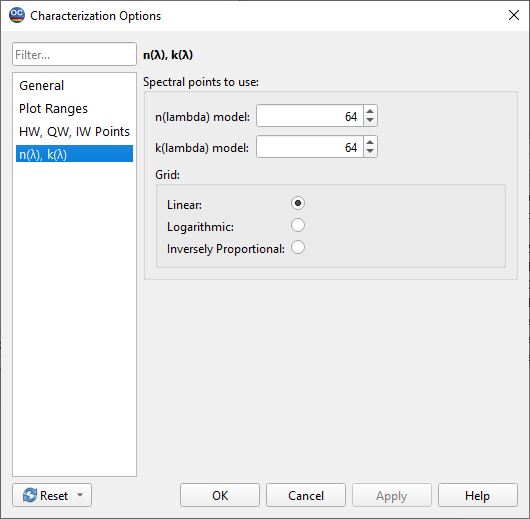 OC Characterization Options
Filter...
General
Plot Ranges
HW, QW, IW Points
n(λ), k(λ)
n(λ), k(λ)
Spectral points to use:
n(lambda) model: 64
k(lambda) model: 64
Grid:
Linear:
Logarithmic:
Inversely Proportional:
Reset OK Cancel Apply Help